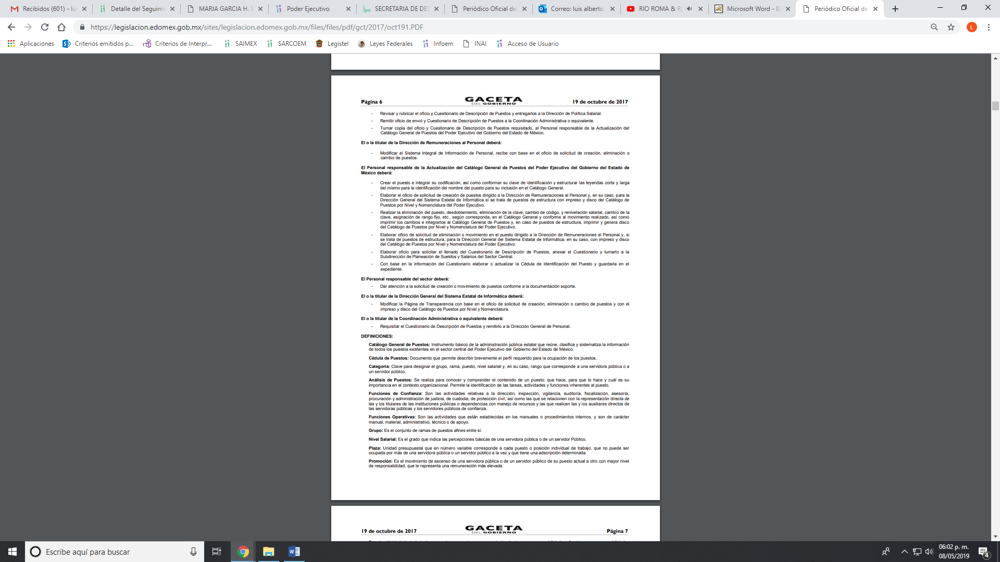 Recibidos (601) - lui
Detalle del Seguimi
MARIA GARCIA H. S
Poder Ejecutivo
SECRETARIA DE DES
Periódico Oficial del
Correo: luis alberto
RIO ROMA & R
Microsoft Word - 02
Periódico Oficial de
https://legislacion.edomex.gob.mx/sites/legislacion.edomex.gob.mx/files/files/pdf/gct/2017/oct191.PDF
L
Aplicaciones
Criterios emitidos p...
Criterios de Interpr...
SAIMEX
SARCOEM
Legistel
Leyes Federales
Infoem
INAI
Acceso de Usuario
Página 6
GACETA
DEL GOBIERNO
19 de octubre de 2017
– Revisar y rubricar el oficio y Cuestionario de Descripción de Puestos y entregarlos a la Dirección de Política Salarial.
– Remitir oficio de envió y Cuestionario de Descripción de Puestos a la Coordinación Administrativa o equivalente.
– Turnar copia del oficio y Cuestionario de Descripción de Puestos requisitado, al Personal responsable de la Actualización del
Catálogo General de Puestos del Poder Ejecutivo del Gobierno del Estado de México.
El o la titular de la Dirección de Remuneraciones al Personal deberá:
– Modificar el Sistema Integral de Información de Personal, recibe con base en el oficio de solicitud de creación, eliminación o
cambio de puestos.
El Personal responsable de la Actualización del Catálogo General de Puestos del Poder Ejecutivo del Gobierno del Estado de
México deberá:
– Crear el puesto e integrar su codificación, así como conformar su clave de identificación y estructurar las leyendas corta y larga
del mismo para la identificación del nombre del puesto para su inclusión en el Catálogo General.
– Elaborar el oficio de solicitud de creación de puestos dirigido a la Dirección de Remuneraciones al Personal y, en su caso, para la
Dirección General del Sistema Estatal de Informática si se trata de puestos de estructura con impreso y disco del Catálogo de
Puestos por Nivel y Nomenclatura del Poder Ejecutivo.
– Realizar la eliminación del puesto, desdoblamiento, eliminación de la clave, cambio de código, y renivelación salarial, cambio de la
clave, asignación de rango fijo, etc., según corresponda, en el Catálogo General y conforme al movimiento realizado, así como
imprimir los cambios e integrarlos al Catálogo General de Puestos y, en caso de puestos de estructura, imprimir y genera disco
del Catálogo de Puestos por Nivel y Nomenclatura del Poder Ejecutivo.
– Elaborar oficio de solicitud de eliminación o movimiento en el puesto dirigido a la Dirección de Remuneraciones al Personal y, si
se trata de puestos de estructura, para la Dirección General del Sistema Estatal de Informática; en su caso, con impreso y disco
del Catálogo de Puestos por Nivel y Nomenclatura del Poder Ejecutivo.
– Elaborar oficio para solicitar el llenado del Cuestionario de Descripción de Puestos, anexar el Cuestionario y turnarlo a la
Subdirección de Planeación de Sueldos y Salarios del Sector Central.
– Con base en la información del Cuestionario elaborar o actualizar la Cédula de Identificación del Puesto y guardarla en el
expediente.
El Personal responsable del sector deberá:
– Dar atención a la solicitud de creación o movimiento de puestos conforme a la documentación soporte.
El o la titular de la Dirección General del Sistema Estatal de Informática deberá:
– Modificar la Página de Transparencia con base en el oficio de solicitud de creación, eliminación o cambio de puestos y con el
impreso y disco del Catálogo de Puestos por Nivel y Nomenclatura.
El o la titular de la Coordinación Administrativa o equivalente deberá:
– Requisitar el Cuestionario de Descripción de Puestos y remitirlo a la Dirección General de Personal.
DEFINICIONES:
Catálogo General de Puestos: Instrumento básico de la administración pública estatal que reúne, clasifica y sistematiza la información
de todos los puestos existentes en el sector central del Poder Ejecutivo del Gobierno del Estado de México.
Cédula de Puestos: Documento que permite describir brevemente el perfil requerido para la ocupación de los puestos.
Categoría: Clave para designar el grupo, rama, puesto, nivel salarial y, en su caso, rango que corresponde a una servidora pública o a
un servidor público.
Análisis de Puestos: Se realiza para conocer y comprender el contenido de un puesto; que hace, para que lo hace y cuál es su
importancia en el contexto organizacional. Permite la identificación de las tareas, actividades y funciones inherentes al puesto.
Funciones de Confianza: Son las actividades relativas a la dirección, inspección, vigilancia, auditoría, fiscalización, asesoría,
procuración y administración de justicia, de custodia, de protección civil, así como las que se relacionen con la representación directa de
las y los titulares de las instituciones públicas o dependencias con manejo de recursos y las que realicen las y los auxiliares directos de
las servidoras públicas y los servidores públicos de confianza.
Funciones Operativas: Son las actividades que están establecidas en los manuales o procedimientos internos, y son de carácter
manual, material, administrativo, técnico o de apoyo.
Grupo: Es el conjunto de ramas de puestos afines entre sí.
Nivel Salarial: Es el grado que indica las percepciones básicas de una servidora pública o de un servidor Público.
Plaza: Unidad presupuestal que en número variable corresponde a cada puesto o posición individual de trabajo, que no puede ser
ocupada por más de una servidora pública o un servidor público a la vez y que tiene una adscripción determinada.
Promoción: Es el movimiento de ascenso de una servidora pública o de un servidor público de su puesto actual a otro con mayor nivel
de responsabilidad, que le representa una remuneración más elevada.
19 de octubre de 2017
GACETA
DEL GOBIERNO
Página 7
Escribe aquí para buscar
06:02 p. m.
08/05/2019
4